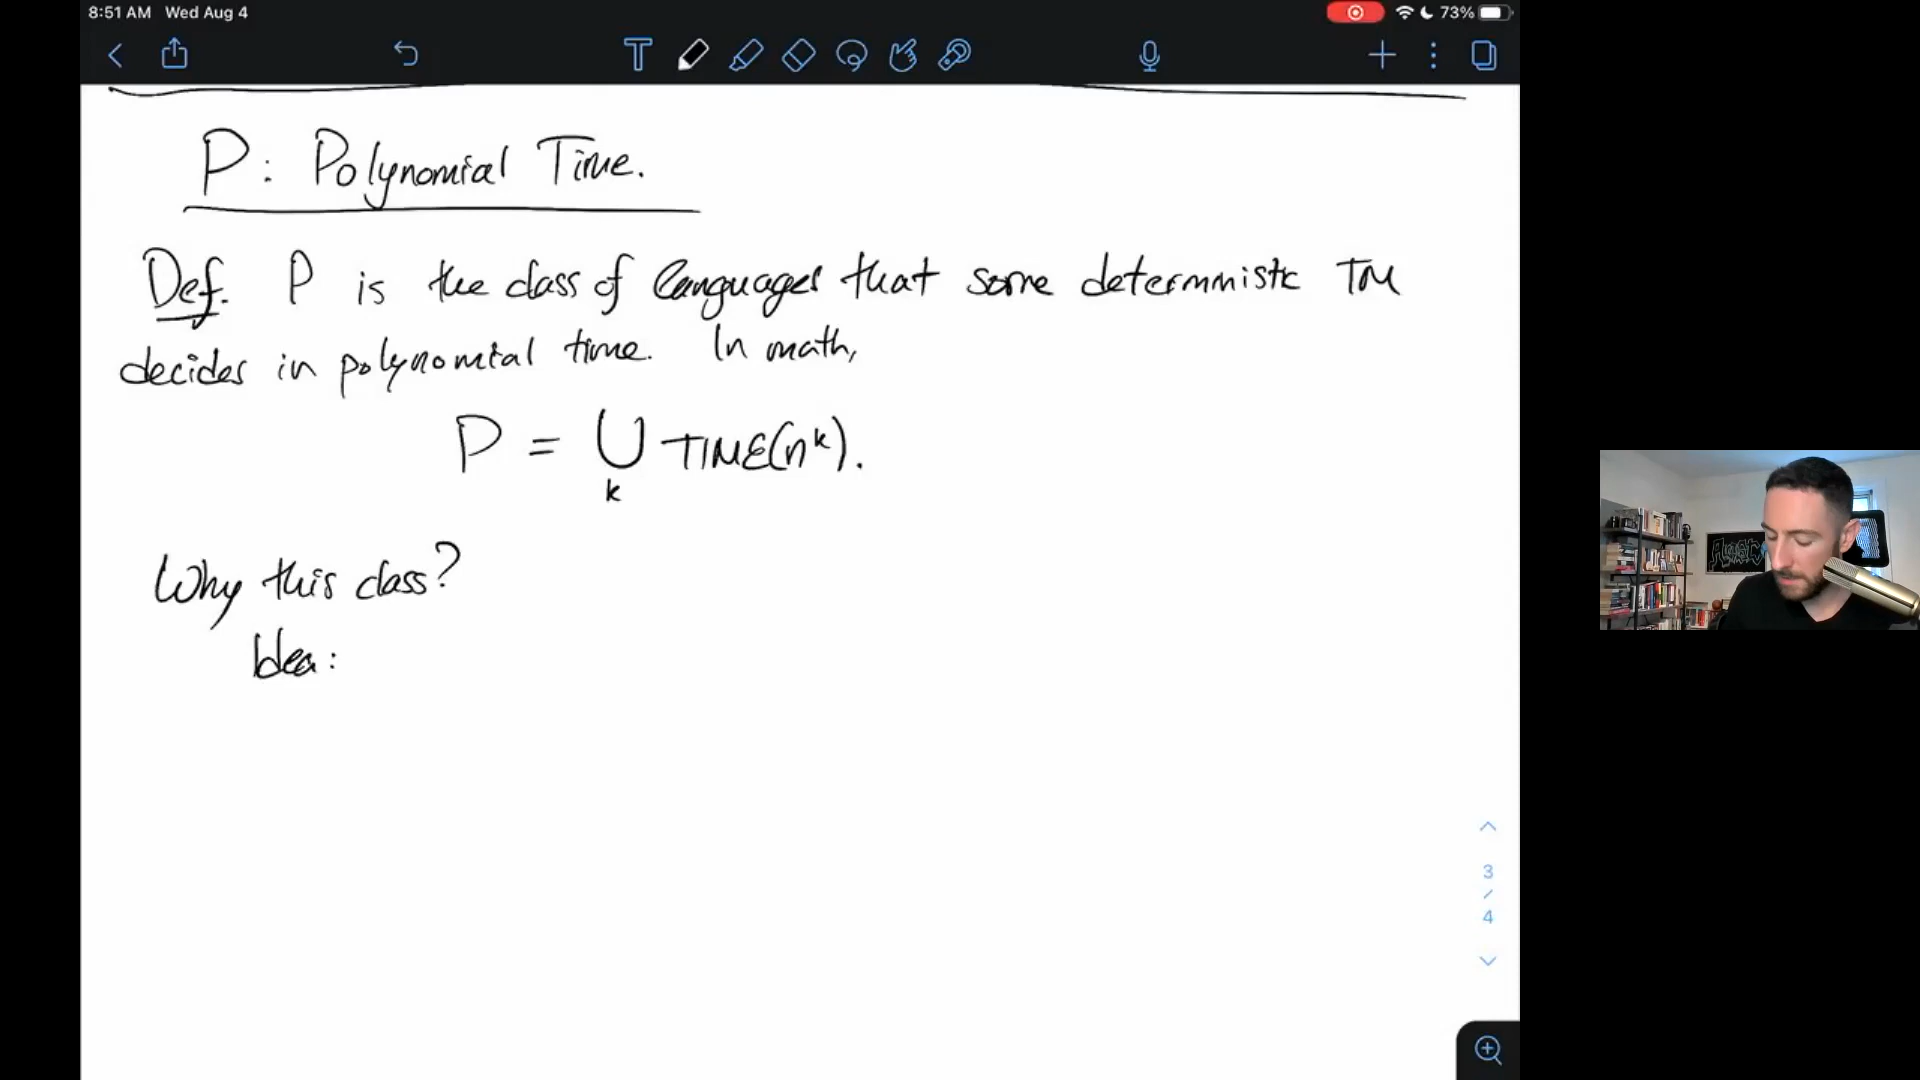 8:51 AM Wed Aug 4
73%
P: Polynomial Time.
Def. P is the class of languages that some deterministic TM
decides in polynomial time. In math,
P = ⋃ TIME(n^k).
k
Why this class?
Idea:
3
/
4